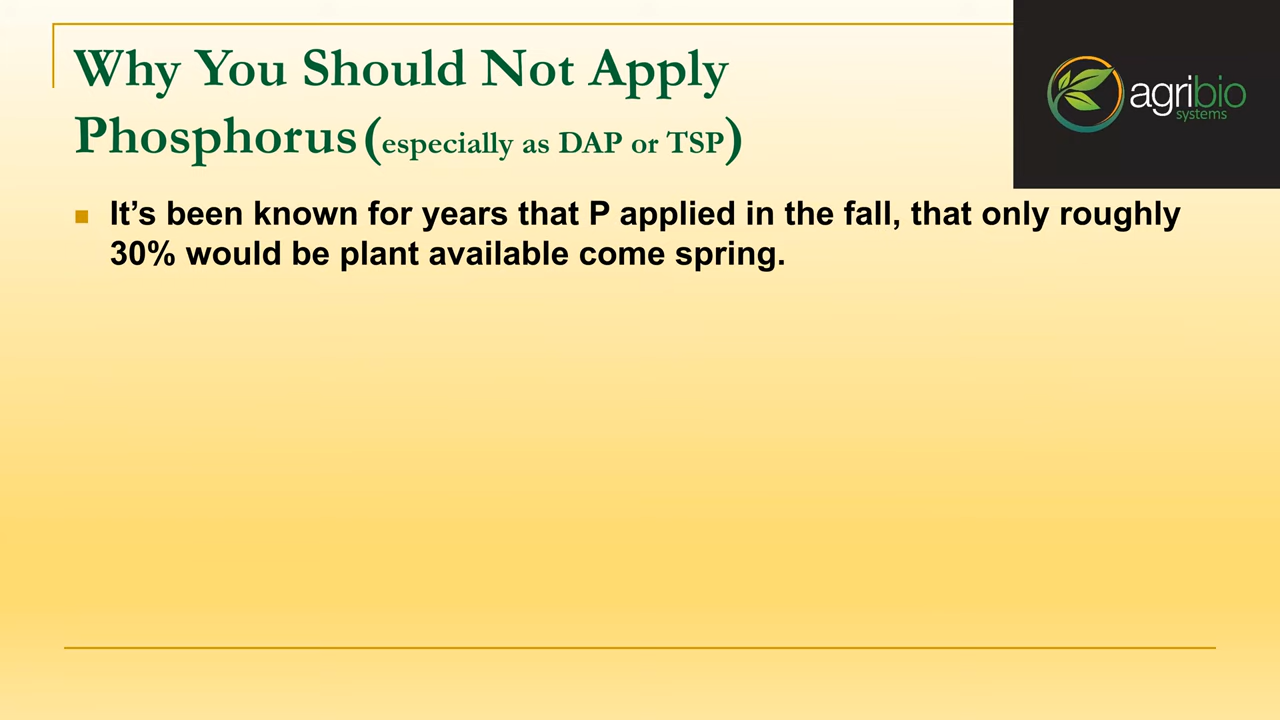 Why You Should Not Apply
Phosphorus (especially as DAP or TSP)
agribio
systems
It’s been known for years that P applied in the fall, that only roughly
30% would be plant available come spring.